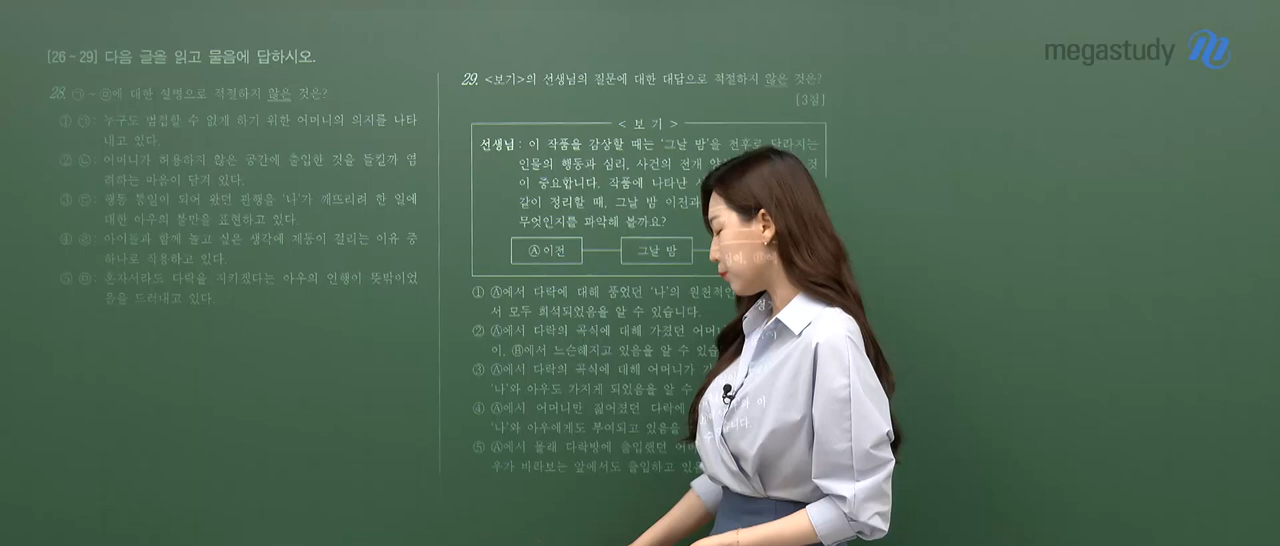 megastudy
[26~29] 다음 글을 읽고 물음에 답하시오.
28. ㉠~㉥에 대한 설명으로 적절하지 않은 것은?
① ㉠: 누구도 범접할 수 없게 하기 위한 어머니의 의지를 나타
내고 있다.
② ㉡: 어머니가 허용하지 않은 공간에 출입한 것을 들킬까 염
려하는 마음이 담겨 있다.
③ ㉢: 행동 통일이 되어 왔던 관행을 '나'가 깨뜨리려 한 일에
대한 아우의 불만을 표현하고 있다.
④ ㉣: 아이들과 함께 놀고 싶은 생각에 제동이 걸리는 이유 중
하나로 작용하고 있다.
⑤ ㉥: 혼자서라도 다락을 지키겠다는 아우의 언행이 뜻밖이었
음을 드러내고 있다.
29. <보기>의 선생님의 질문에 대한 대답으로 적절하지 않은 것은?
[3점]
< 보 기 >
선생님: 이 작품을 감상할 때는 '그날 밤'을 전후로 달라지는
인물의 행동과 심리, 사건의 전개 것
이 중요합니다. 작품에 나타난
같이 정리할 때, 그날 밤 이전과
무엇인지를 파악해 볼까요?
Ⓐ 이전 그날 밤
① Ⓐ에서 다락에 대해 품었던 '나'의 원천적인
서 모두 희석되었음을 알 수 있습니다.
② Ⓐ에서 다락의 곡식에 대해 가졌던
이, Ⓑ에서 느슨해지고 있음을 알 수
③ Ⓐ에서 다락의 곡식에 대해 어머니가
'나'와 아우도 가지게 되었음을 알 수
④ Ⓐ에서 어머니만 짊어졌던 다락에
'나'와 아우에게도 부여되고 있음을
⑤ Ⓐ에서 몰래 다락방에 출입했던
우가 바라보는 앞에서도 출입하고